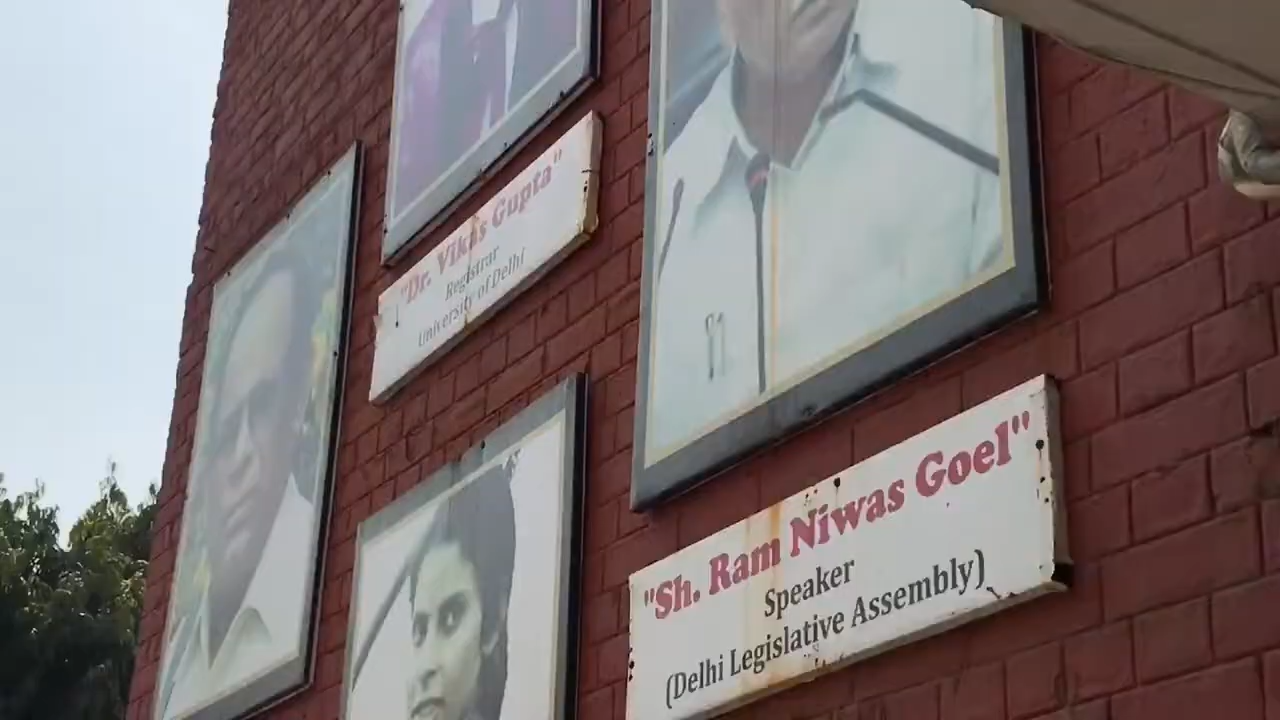 "Dr. Vikas Gupta"
Registrar
University of Delhi
"Sh. Ram Niwas Goel"
Speaker
(Delhi Legislative Assembly)